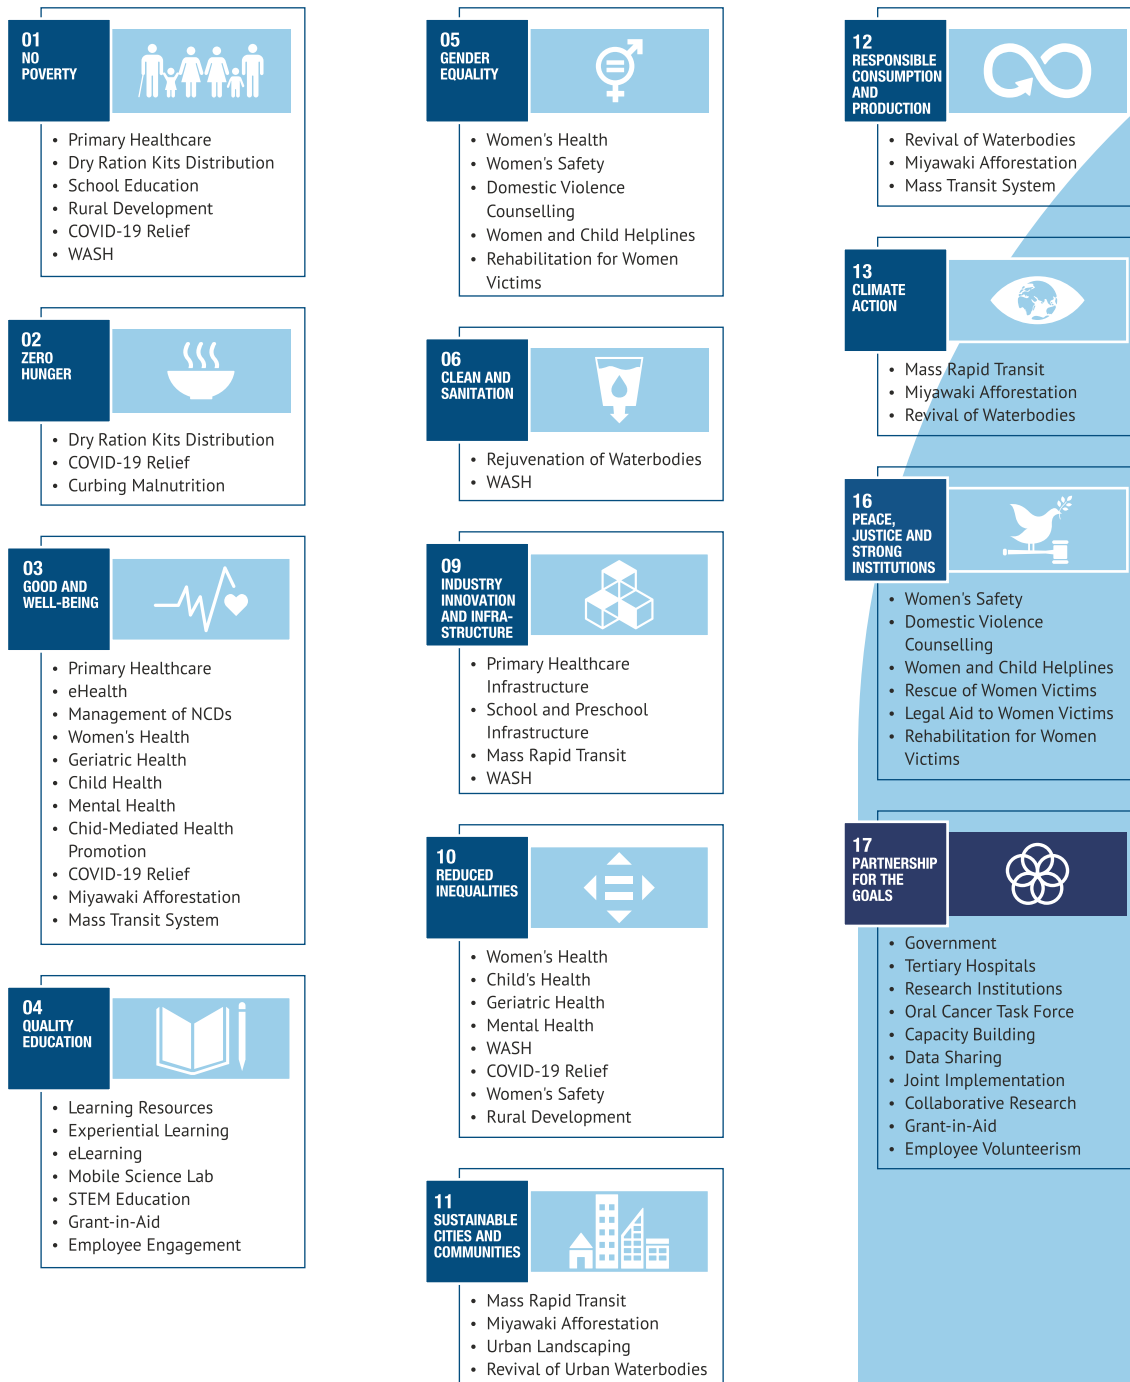 01
NO
POVERTY
• Primary Healthcare
• Dry Ration Kits Distribution
• School Education
• Rural Development
• COVID-19 Relief
• WASH
02
ZERO
HUNGER
• Dry Ration Kits Distribution
• COVID-19 Relief
• Curbing Malnutrition
03
GOOD AND
WELL-BEING
• Primary Healthcare
• eHealth
• Management of NCDs
• Women's Health
• Geriatric Health
• Child Health
• Mental Health
• Chid-Mediated Health
Promotion
• COVID-19 Relief
• Miyawaki Afforestation
• Mass Transit System
04
QUALITY
EDUCATION
• Learning Resources
• Experiential Learning
• eLearning
• Mobile Science Lab
• STEM Education
• Grant-in-Aid
• Employee Engagement
05
GENDER
EQUALITY
• Women's Health
• Women's Safety
• Domestic Violence
Counselling
• Women and Child Helplines
• Rehabilitation for Women
Victims
06
CLEAN AND
SANITATION
• Rejuvenation of Waterbodies
• WASH
09
INDUSTRY
INNOVATION
AND INFRA-
STRUCTURE
• Primary Healthcare
Infrastructure
• School and Preschool
Infrastructure
• Mass Rapid Transit
• WASH
10
REDUCED
INEQUALITIES
• Women's Health
• Child's Health
• Geriatric Health
• Mental Health
• WASH
• COVID-19 Relief
• Women's Safety
• Rural Development
11
SUSTAINABLE
CITIES AND
COMMUNITIES
• Mass Rapid Transit
• Miyawaki Afforestation
• Urban Landscaping
• Revival of Urban Waterbodies
12
RESPONSIBLE
CONSUMPTION
AND
PRODUCTION
• Revival of Waterbodies
• Miyawaki Afforestation
• Mass Transit System
13
CLIMATE
ACTION
• Mass Rapid Transit
• Miyawaki Afforestation
• Revival of Waterbodies
16
PEACE,
JUSTICE AND
STRONG
INSTITUTIONS
• Women's Safety
• Domestic Violence
Counselling
• Women and Child Helplines
• Rescue of Women Victims
• Legal Aid to Women Victims
• Rehabilitation for Women
Victims
17
PARTNERSHIP
FOR THE
GOALS
• Government
• Tertiary Hospitals
• Research Institutions
• Oral Cancer Task Force
• Capacity Building
• Data Sharing
• Joint Implementation
• Collaborative Research
• Grant-in-Aid
• Employee Volunteerism